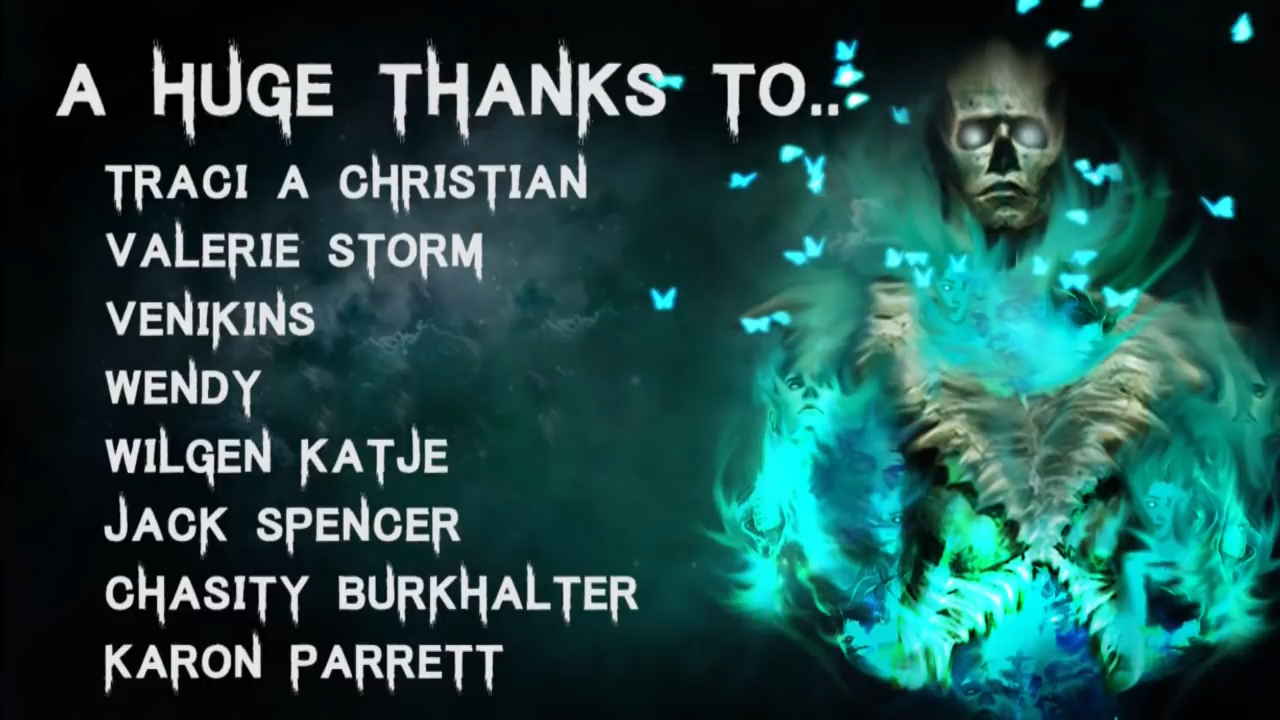 A HUGE THANKS TO..
TRACI A CHRISTIAN
VALERIE STORM
VENIKINS
WENDY
WILGEN KATJE
JACK SPENCER
CHASITY BURKHALTER
KARON PARRETT